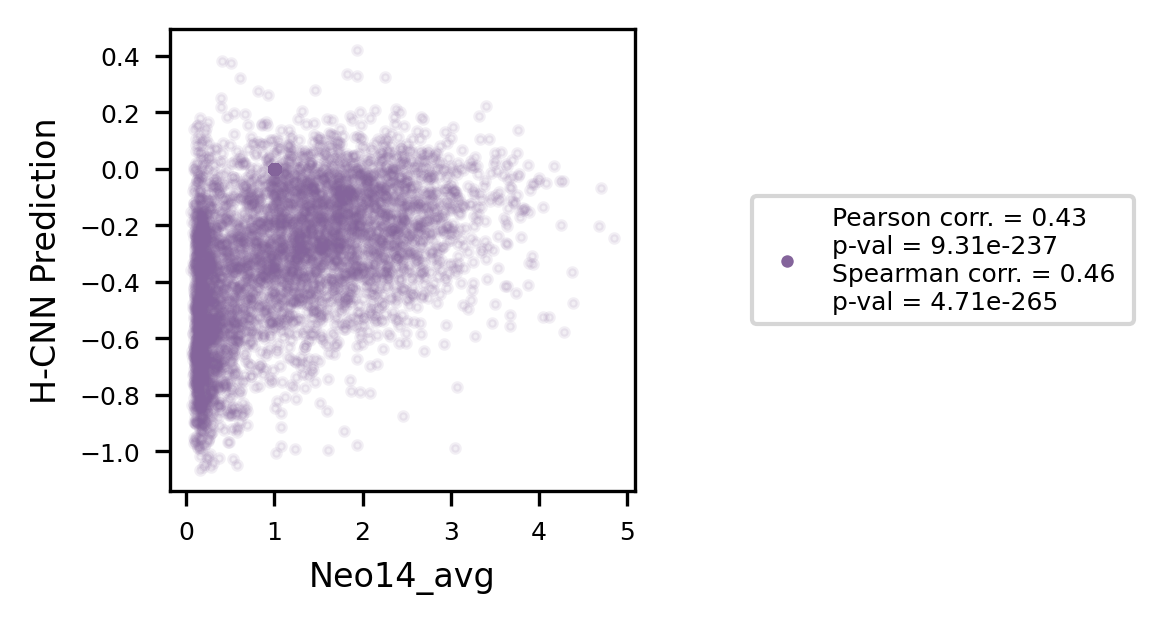 0.4
0.2
0.0
−0.2
−0.4
−0.6
−0.8
−1.0
H-CNN Prediction
0 1 2 3 4 5
Neo14_avg
Pearson corr. = 0.43
p-val = 9.31e-237
Spearman corr. = 0.46
p-val = 4.71e-265